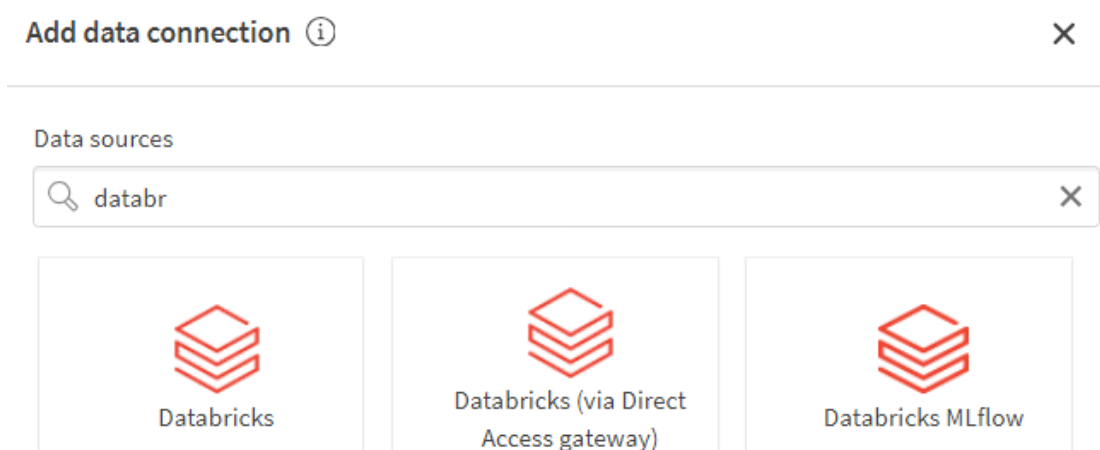 Add data connection
Data sources
databr
Databricks
Databricks (via Direct
Access gateway)
Databricks MLflow